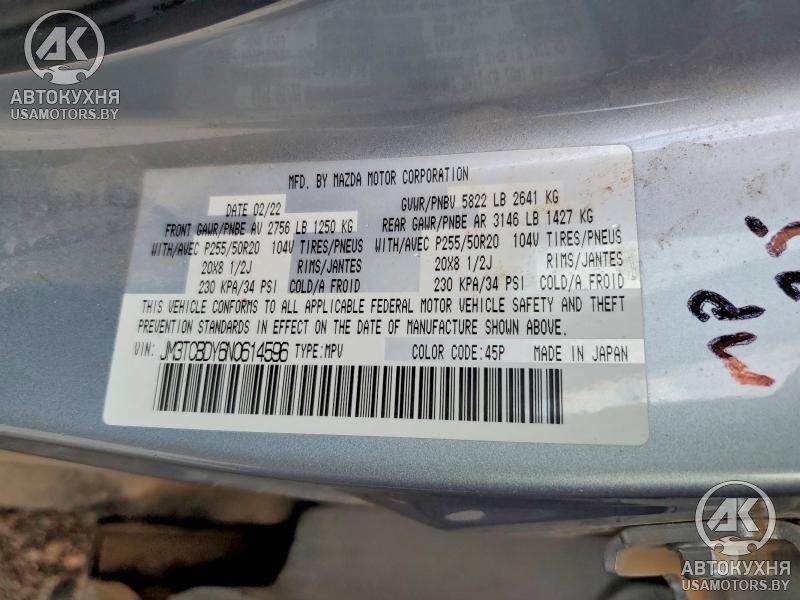 AK
АВТОКУХНЯ
USAMOTORS.BY
MFD. BY MAZDA MOTOR CORPORATION
DATE 02/22 GVWR/PNBV 5822 LB 2641 KG
FRONT GAWR/PNBE AV 2756 LB 1250 KG REAR GAWR/PNBE AR 3146 LB 1427 KG
WITH/AVEC P255/50R20 104V TIRES/PNEUS WITH/AVEC P255/50R20 104V TIRES/PNEUS
20X8 1/2J RIMS/JANTES 20X8 1/2J RIMS/JANTES
230 KPA/34 PSI COLD/A FROID 230 KPA/34 PSI COLD/A FROID
THIS VEHICLE CONFORMS TO ALL APPLICABLE FEDERAL MOTOR VEHICLE SAFETY AND THEFT
PREVENTION STANDARDS IN EFFECT ON THE DATE OF MANUFACTURE SHOWN ABOVE.
VIN: JM3TCBDY6N0614596 TYPE:MPV COLOR CODE:45P MADE IN JAPAN
AK
АВТОКУХНЯ
USAMOTORS.BY